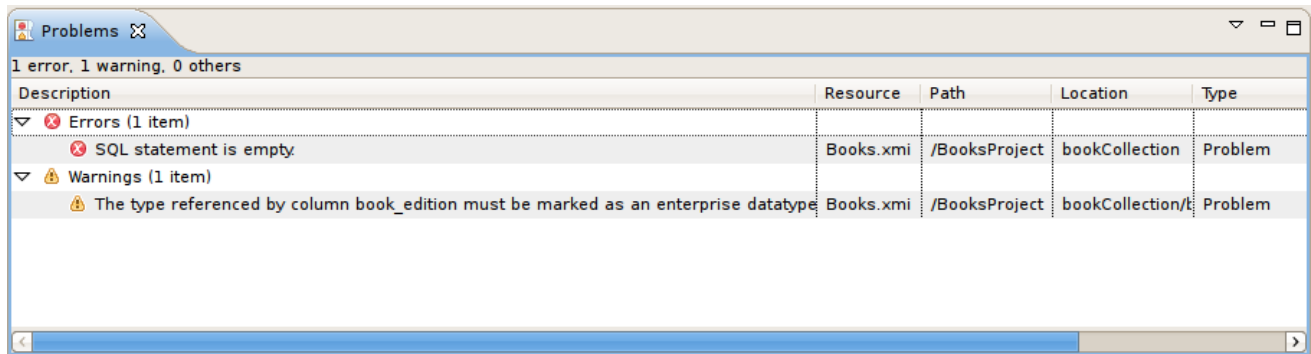 Problems
1 error, 1 warning, 0 others
Description Resource Path Location Type
Errors (1 item)
SQL statement is empty. Books.xmi /BooksProject bookCollection Problem
Warnings (1 item)
The type referenced by column book_edition must be marked as an enterprise datatype Books.xmi /BooksProject bookCollection/b Problem